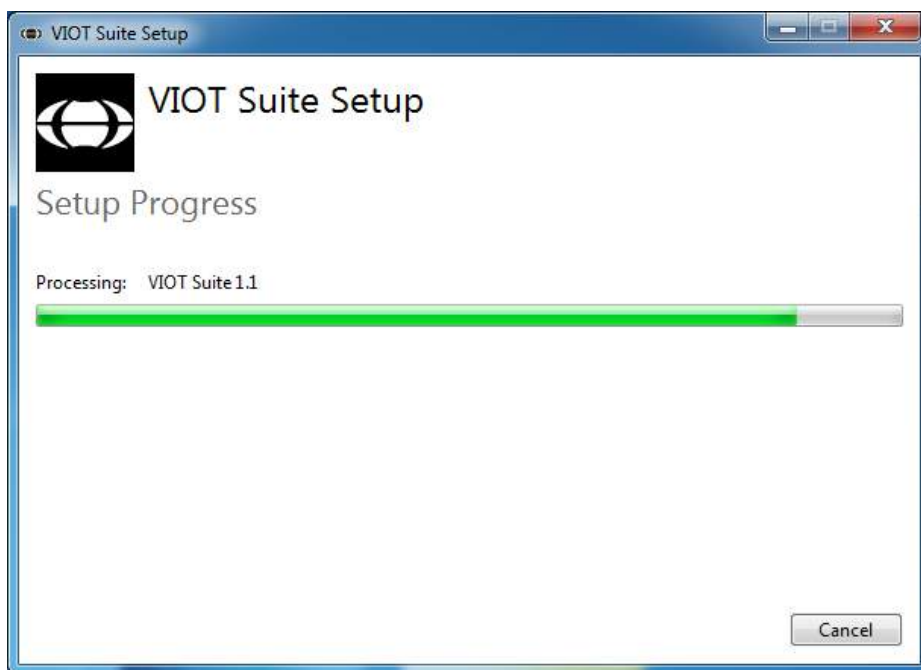 VIOT Suite Setup
VIOT Suite Setup
Setup Progress
Processing: VIOT Suite 1.1
Cancel